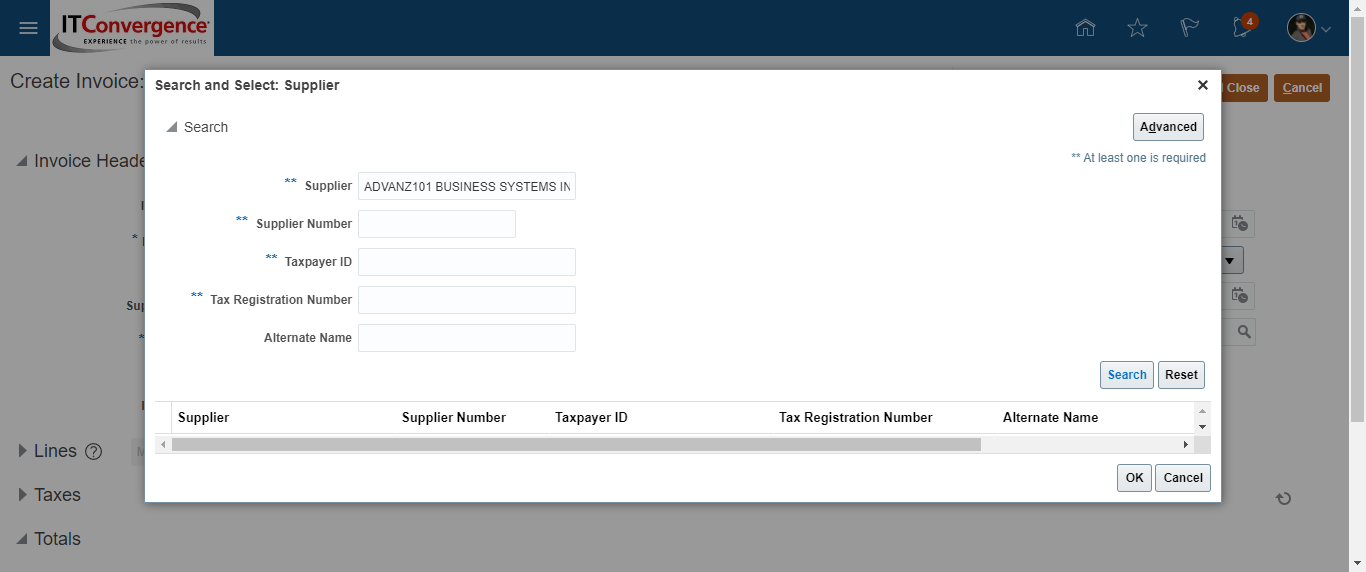 ITConvergence
EXPERIENCE the power of results
4
Create Invoice:
Close
Cancel
Search and Select: Supplier
Search
Advanced
** At least one is required
Invoice Heade
** Supplier ADVANZ101 BUSINESS SYSTEMS IN
** Supplier Number
** Taxpayer ID
** Tax Registration Number
Alternate Name
Search Reset
Supplier Supplier Number Taxpayer ID Tax Registration Number Alternate Name
Lines ?
OK Cancel
Taxes
Totals